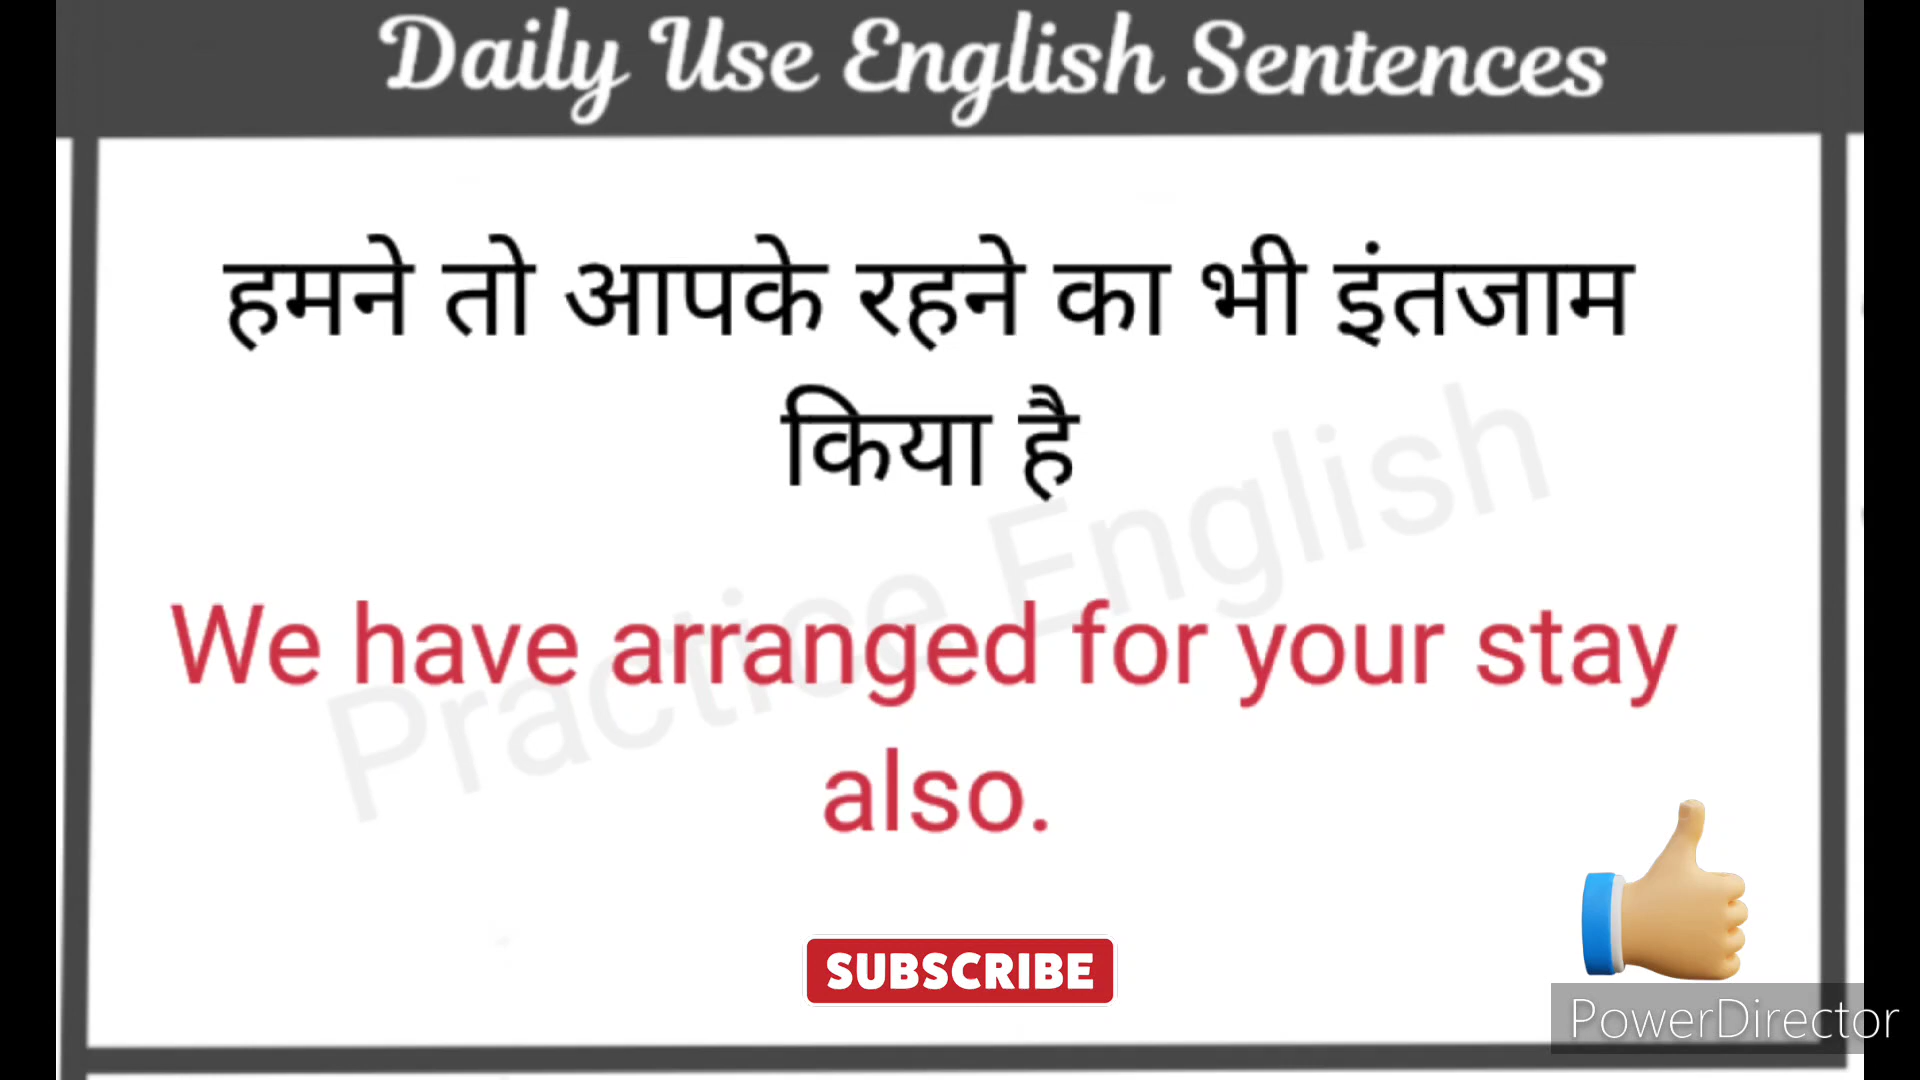 Daily Use English Sentences
हमने तो आपके रहने का भी इंतजाम
किया है
Practice English
We have arranged for your stay
also.
SUBSCRIBE
PowerDirector